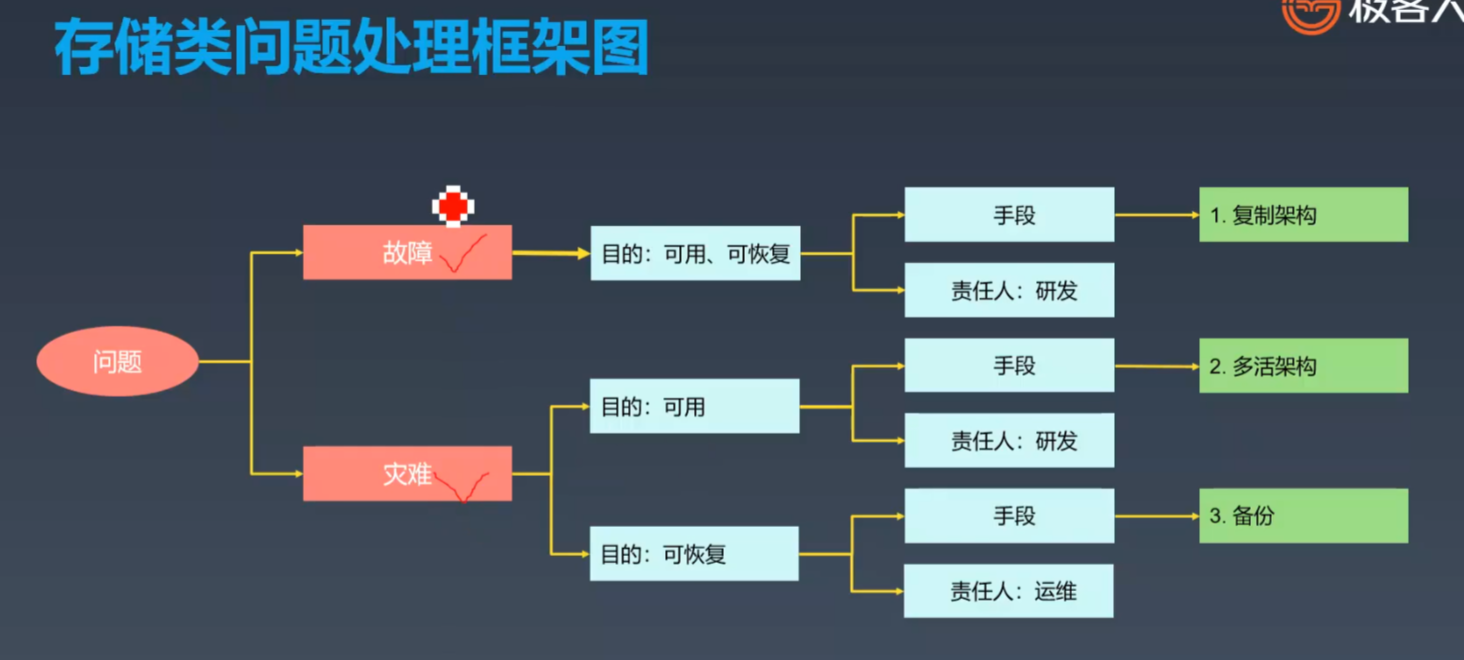 存储类问题处理框架图
极客
故障
目的：可用、可恢复
手段
1. 复制架构
责任人：研发
问题
目的：可用
手段
2. 多活架构
责任人：研发
灾难
目的：可恢复
手段
3. 备份
责任人：运维